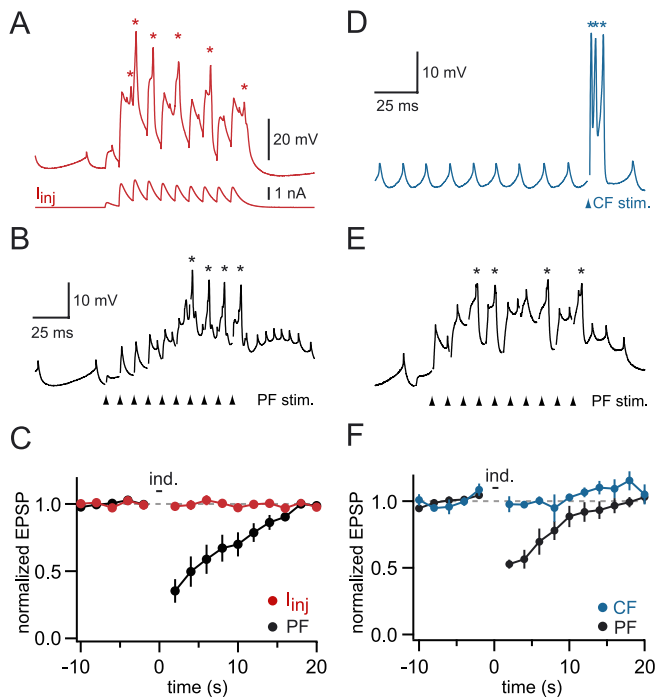 A
* * * * * *
20 mV
I inj
1 nA
B
10 mV
25 ms
* * * *
PF stim.
C
ind.
normalized EPSP
1.0
0.5
0.0
I inj
PF
-10 0 10 20
time (s)
D
10 mV
25 ms
***
CF stim.
E
* * * *
PF stim.
F
ind.
normalized EPSP
1.0
0.5
0.0
CF
PF
-10 0 10 20
time (s)